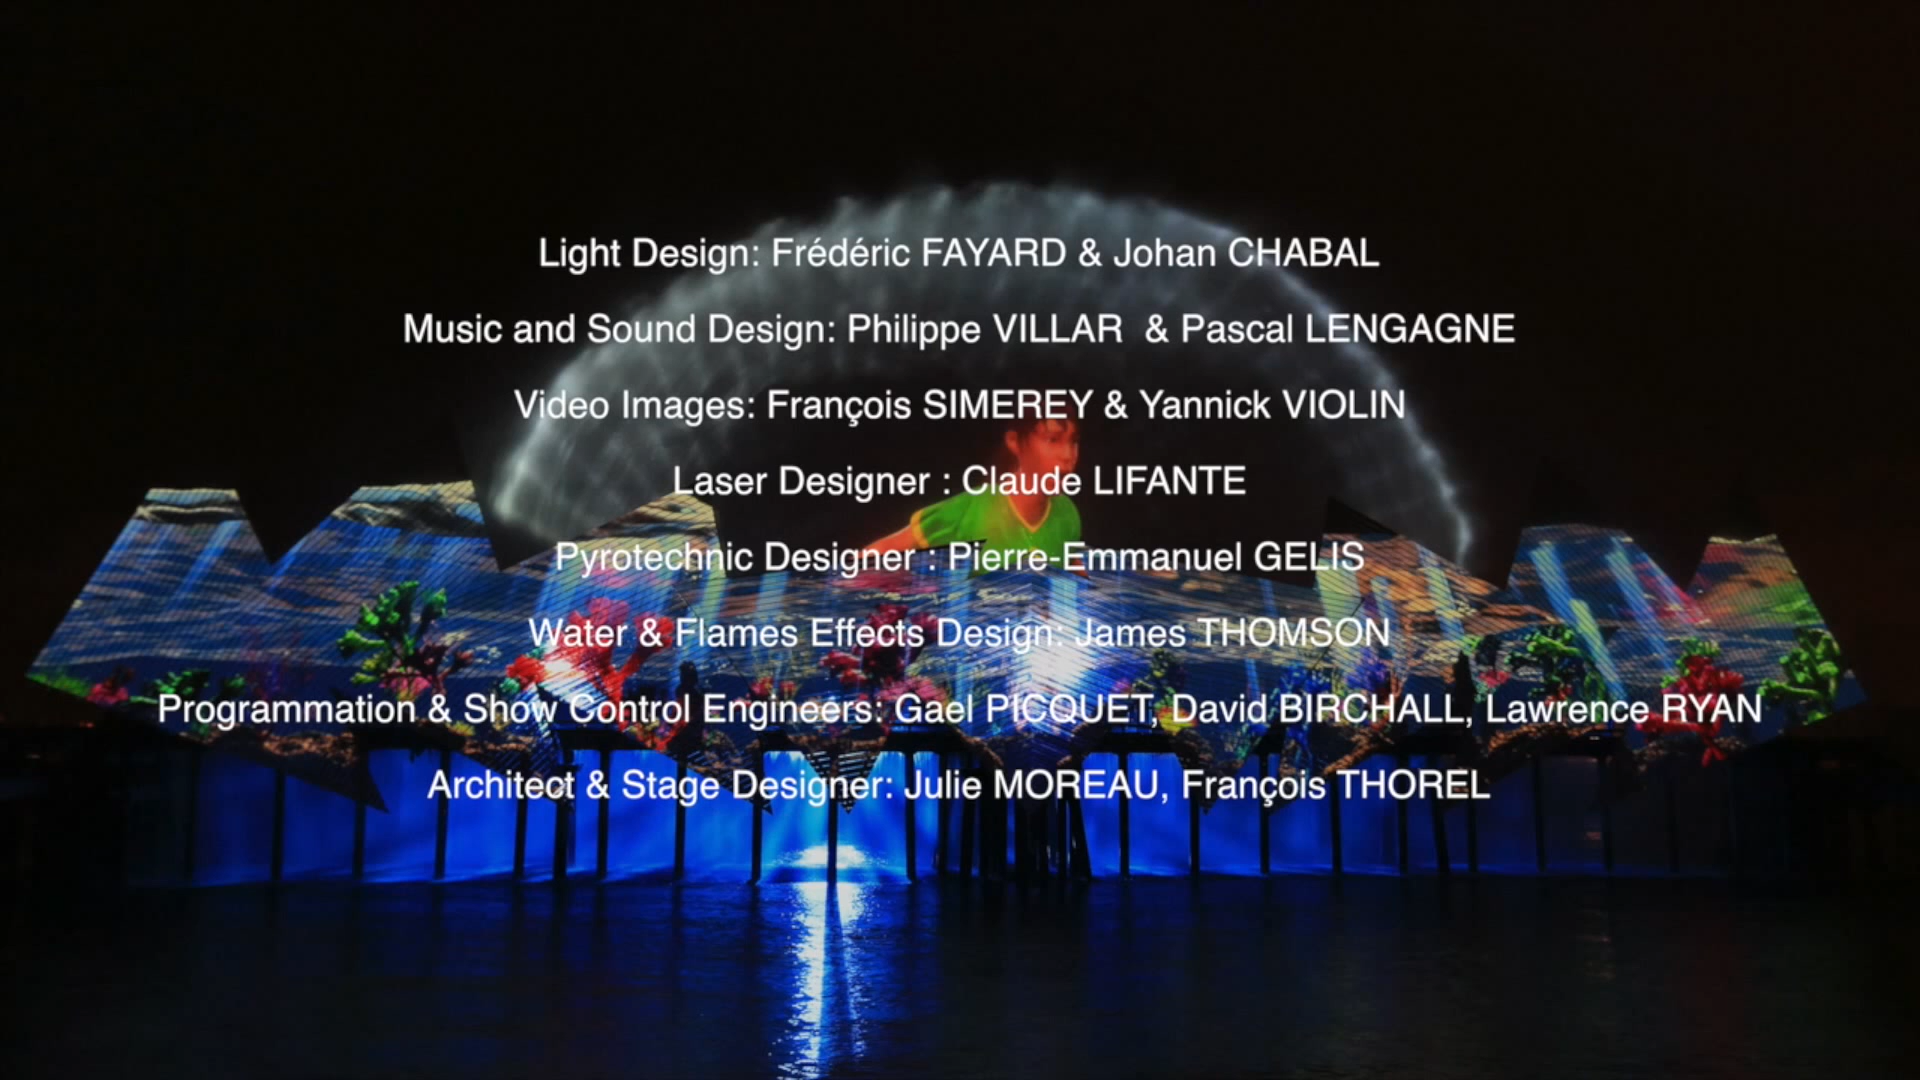 Light Design: Frédéric FAYARD & Johan CHABAL
Music and Sound Design: Philippe VILLAR  & Pascal LENGAGNE
Video Images: François SIMEREY & Yannick VIOLIN
Laser Designer : Claude LIFANTE
Pyrotechnic Designer : Pierre-Emmanuel GELIS
Water & Flames Effects Design: James THOMSON
Programmation & Show Control Engineers: Gael PICQUET, David BIRCHALL, Lawrence RYAN
Architect & Stage Designer: Julie MOREAU, François THOREL